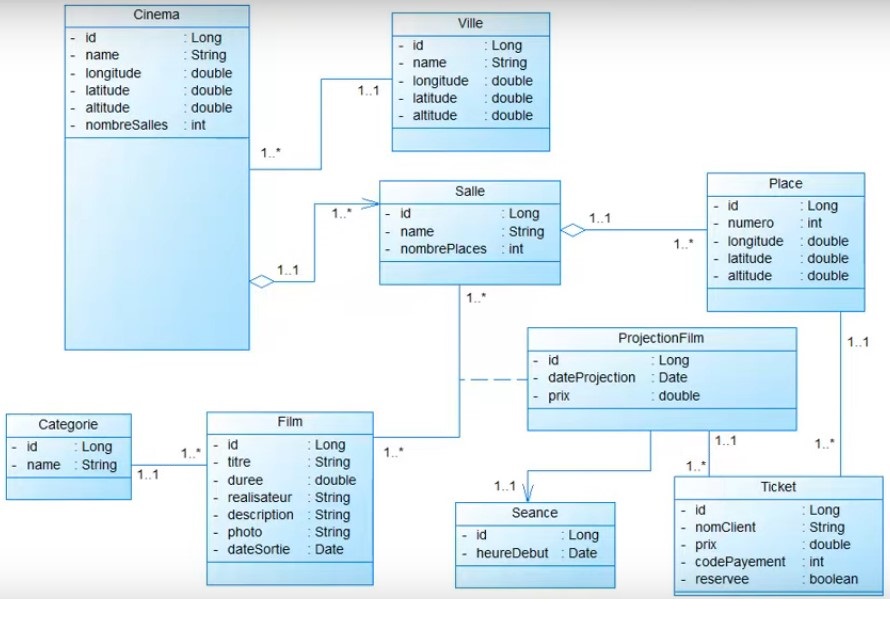 Cinema
- id : Long
- name : String
- longitude : double
- latitude : double
- altitude : double
- nombreSalles : int
1..*
1..1
Ville
- id : Long
- name : String
- longitude : double
- latitude : double
- altitude : double
1..1
1..*
Salle
- id : Long
- name : String
- nombrePlaces : int
1..1
1..*
1..*
Place
- id : Long
- numero : int
- longitude : double
- latitude : double
- altitude : double
1..1
1..*
ProjectionFilm
- id : Long
- dateProjection : Date
- prix : double
1..1
1..*
1..1
Categorie
- id : Long
- name : String
1..1
1..*
Film
- id : Long
- titre : String
- duree : double
- realisateur : String
- description : String
- photo : String
- dateSortie : Date
1..*
Seance
- id : Long
- heureDebut : Date
Ticket
- id : Long
- nomClient : String
- prix : double
- codePayement : int
- reservee : boolean